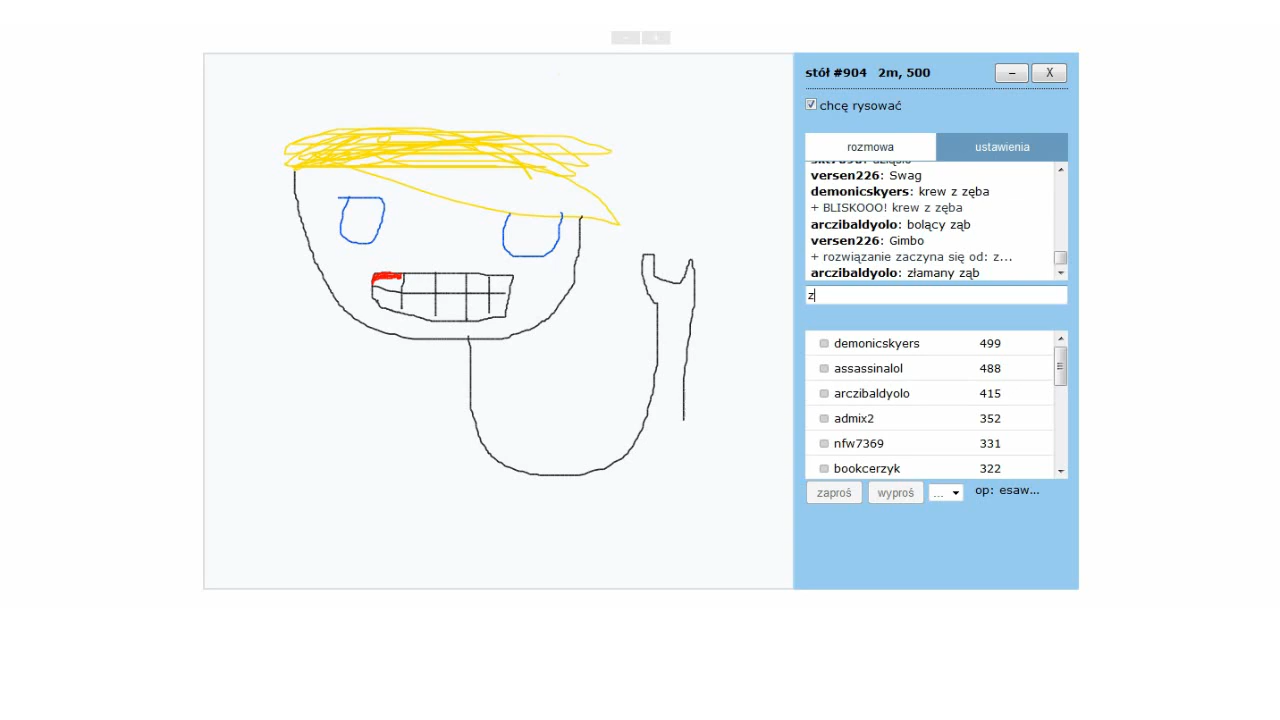 stół #904 2m, 500
– X
chcę rysować
rozmowa ustawienia
versen226: Swag
demonicskyers: krew z zęba
+ BLISKOOO! krew z zęba
arczibaldyolo: bolący ząb
versen226: Gimbo
+ rozwiązanie zaczyna się od: z...
arczibaldyolo: złamany ząb
z
demonicskyers 499
assassinalol 488
arczibaldyolo 415
admix2 352
nfw7369 331
bookcerzyk 322
zaproś wyproś ... op: esaw...